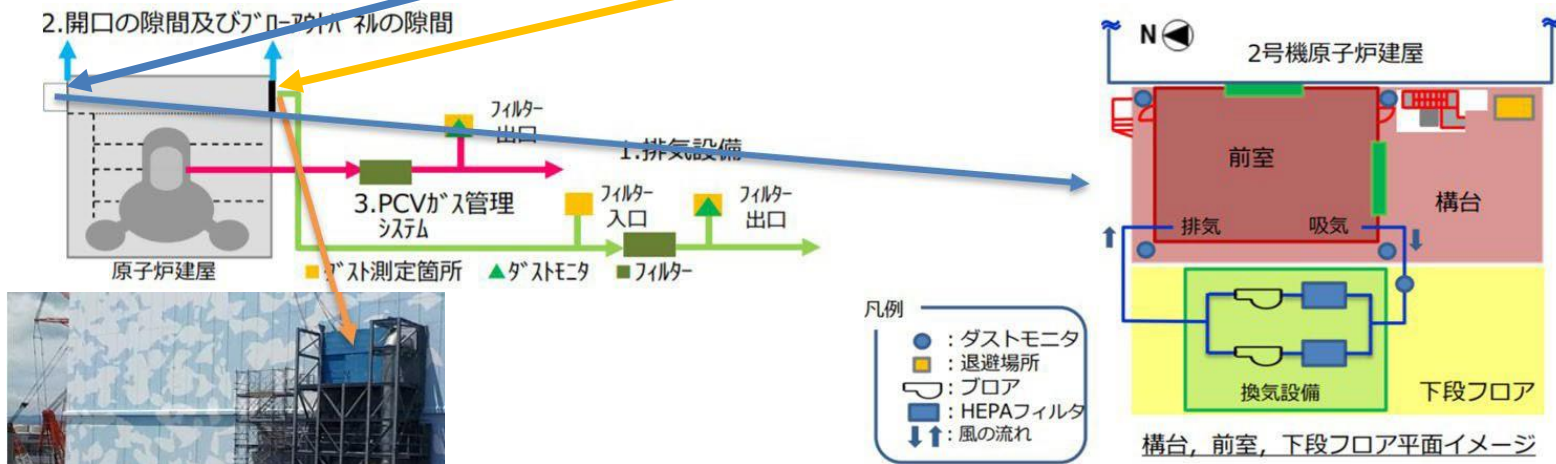 2.開口の隙間及びﾌﾞﾛｰｱｳﾄﾊﾟﾈﾙの隙間
ﾌｨﾙﾀｰ
出口
1.排気設備
3.PCVｶﾞｽ管理
ｼｽﾃﾑ
ﾌｨﾙﾀｰ
入口
ﾌｨﾙﾀｰ
出口
原子炉建屋
■ﾀﾞｽﾄ測定箇所 ▲ﾀﾞｽﾄﾓﾆﾀ ■ﾌｨﾙﾀｰ
N
2号機原子炉建屋
前室
構台
排気
吸気
換気設備
下段フロア
構台，前室，下段フロア平面イメージ
凡例
：ダストモニタ
：退避場所
：ブロア
：HEPAフィルタ
：風の流れ